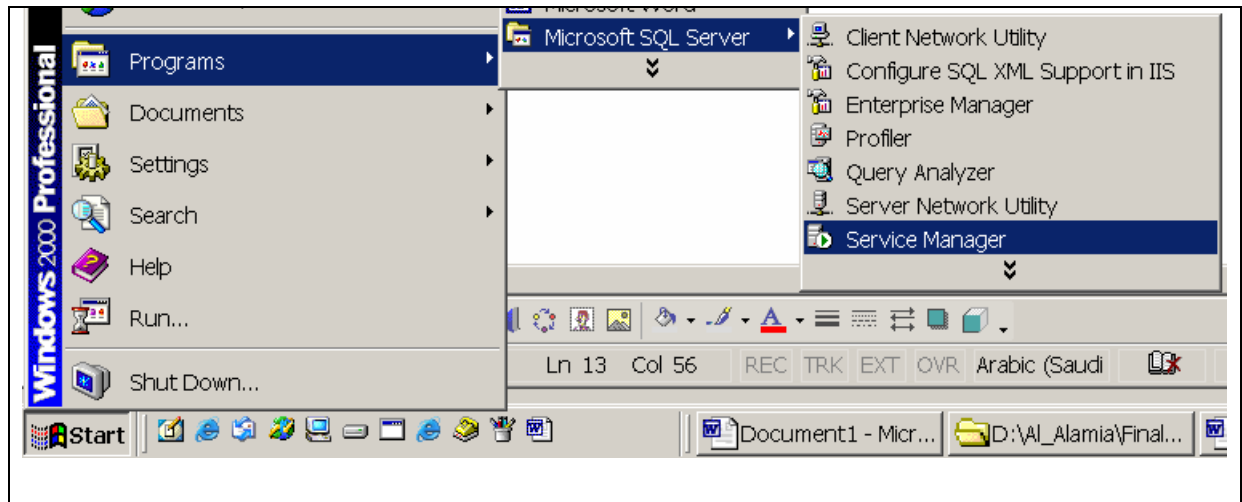 Microsoft Word
Microsoft SQL Server
Client Network Utility
Configure SQL XML Support in IIS
Enterprise Manager
Profiler
Query Analyzer
Server Network Utility
Service Manager
Windows 2000 Professional
Programs
Documents
Settings
Search
Help
Run...
Shut Down...
Ln 13 Col 56 REC TRK EXT OVR Arabic (Saudi
Start
Document1 - Micr...
D:\Al_Alamia\Final...